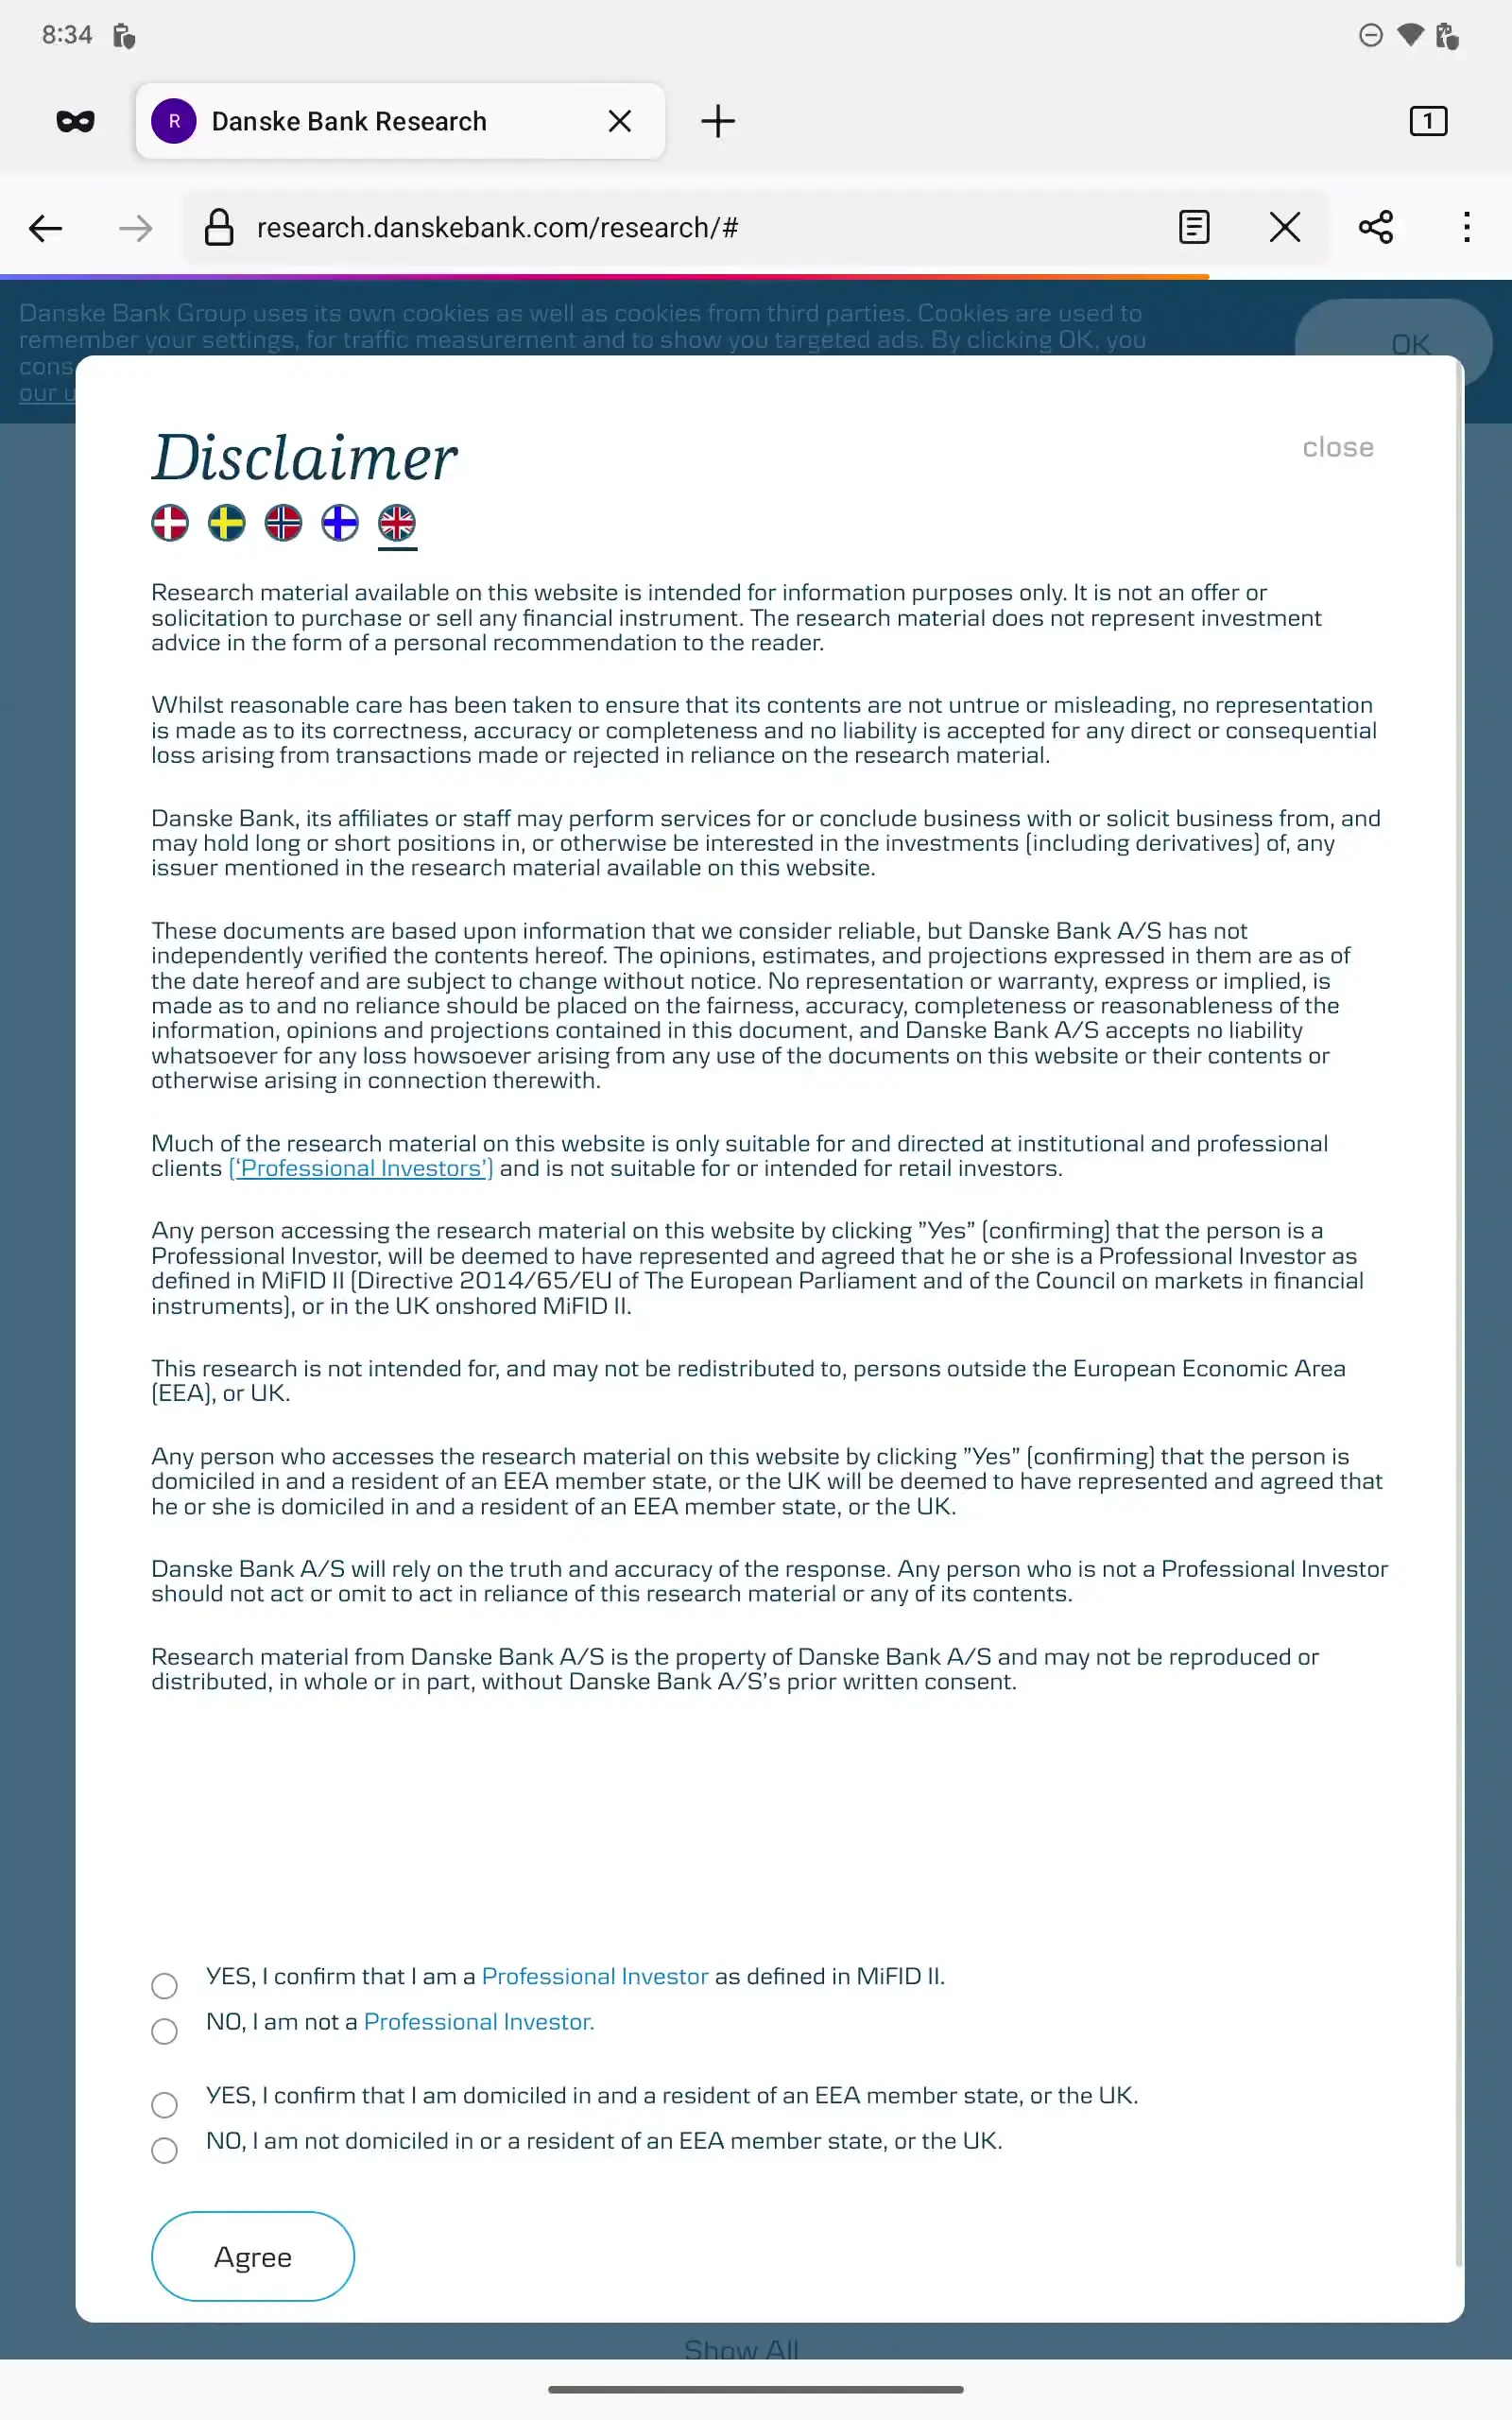 8:34
R Danske Bank Research
1
research.danskebank.com/research/#
Danske Bank Group uses its own cookies as well as cookies from third parties. Cookies are used to
remember your settings, for traffic measurement and to show you targeted ads. By clicking OK, you
cons
our u
OK
Disclaimer
close
Research material available on this website is intended for information purposes only. It is not an offer or
solicitation to purchase or sell any financial instrument. The research material does not represent investment
advice in the form of a personal recommendation to the reader.
Whilst reasonable care has been taken to ensure that its contents are not untrue or misleading, no representation
is made as to its correctness, accuracy or completeness and no liability is accepted for any direct or consequential
loss arising from transactions made or rejected in reliance on the research material.
Danske Bank, its affiliates or staff may perform services for or conclude business with or solicit business from, and
may hold long or short positions in, or otherwise be interested in the investments (including derivatives) of, any
issuer mentioned in the research material available on this website.
These documents are based upon information that we consider reliable, but Danske Bank A/S has not
independently verified the contents hereof. The opinions, estimates, and projections expressed in them are as of
the date hereof and are subject to change without notice. No representation or warranty, express or implied, is
made as to and no reliance should be placed on the fairness, accuracy, completeness or reasonableness of the
information, opinions and projections contained in this document, and Danske Bank A/S accepts no liability
whatsoever for any loss howsoever arising from any use of the documents on this website or their contents or
otherwise arising in connection therewith.
Much of the research material on this website is only suitable for and directed at institutional and professional
clients (‘Professional Investors’) and is not suitable for or intended for retail investors.
Any person accessing the research material on this website by clicking ”Yes” (confirming) that the person is a
Professional Investor, will be deemed to have represented and agreed that he or she is a Professional Investor as
defined in MiFID II (Directive 2014/65/EU of The European Parliament and of the Council on markets in financial
instruments), or in the UK onshored MiFID II.
This research is not intended for, and may not be redistributed to, persons outside the European Economic Area
(EEA), or UK.
Any person who accesses the research material on this website by clicking ”Yes” (confirming) that the person is
domiciled in and a resident of an EEA member state, or the UK will be deemed to have represented and agreed that
he or she is domiciled in and a resident of an EEA member state, or the UK.
Danske Bank A/S will rely on the truth and accuracy of the response. Any person who is not a Professional Investor
should not act or omit to act in reliance of this research material or any of its contents.
Research material from Danske Bank A/S is the property of Danske Bank A/S and may not be reproduced or
distributed, in whole or in part, without Danske Bank A/S’s prior written consent.
YES, I confirm that I am a Professional Investor as defined in MiFID II.
NO, I am not a Professional Investor.
YES, I confirm that I am domiciled in and a resident of an EEA member state, or the UK.
NO, I am not domiciled in or a resident of an EEA member state, or the UK.
Agree
Show All